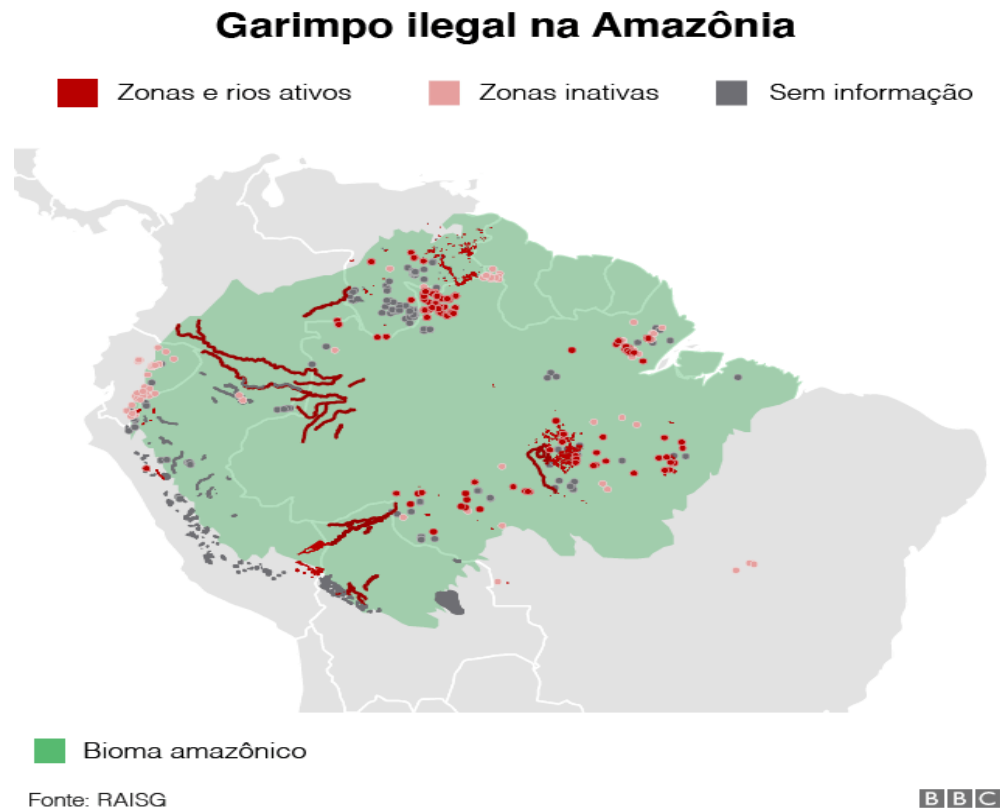 Garimpo ilegal na Amazônia
Zonas e rios ativos Zonas inativas Sem informação
Bioma amazônico
Fonte: RAISG BBC